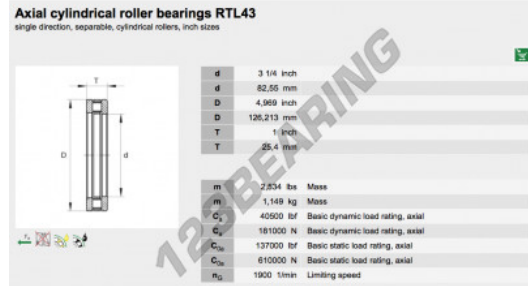 Axial cylindrical roller bearings RTL43
single direction, separable, cylindrical rollers, inch sizes
T
D
d
d 3 1/4 inch
d 82,55 mm
D 4,969 inch
D 126,213 mm
T 1 inch
T 25,4 mm
m 2,534 lbs Mass
m 1,149 kg Mass
Ca 40500 lbf Basic dynamic load rating, axial
Ca 181000 N Basic dynamic load rating, axial
C0a 137000 lbf Basic static load rating, axial
C0a 610000 N Basic static load rating, axial
nG 1900 1/min Limiting speed
123BEARING